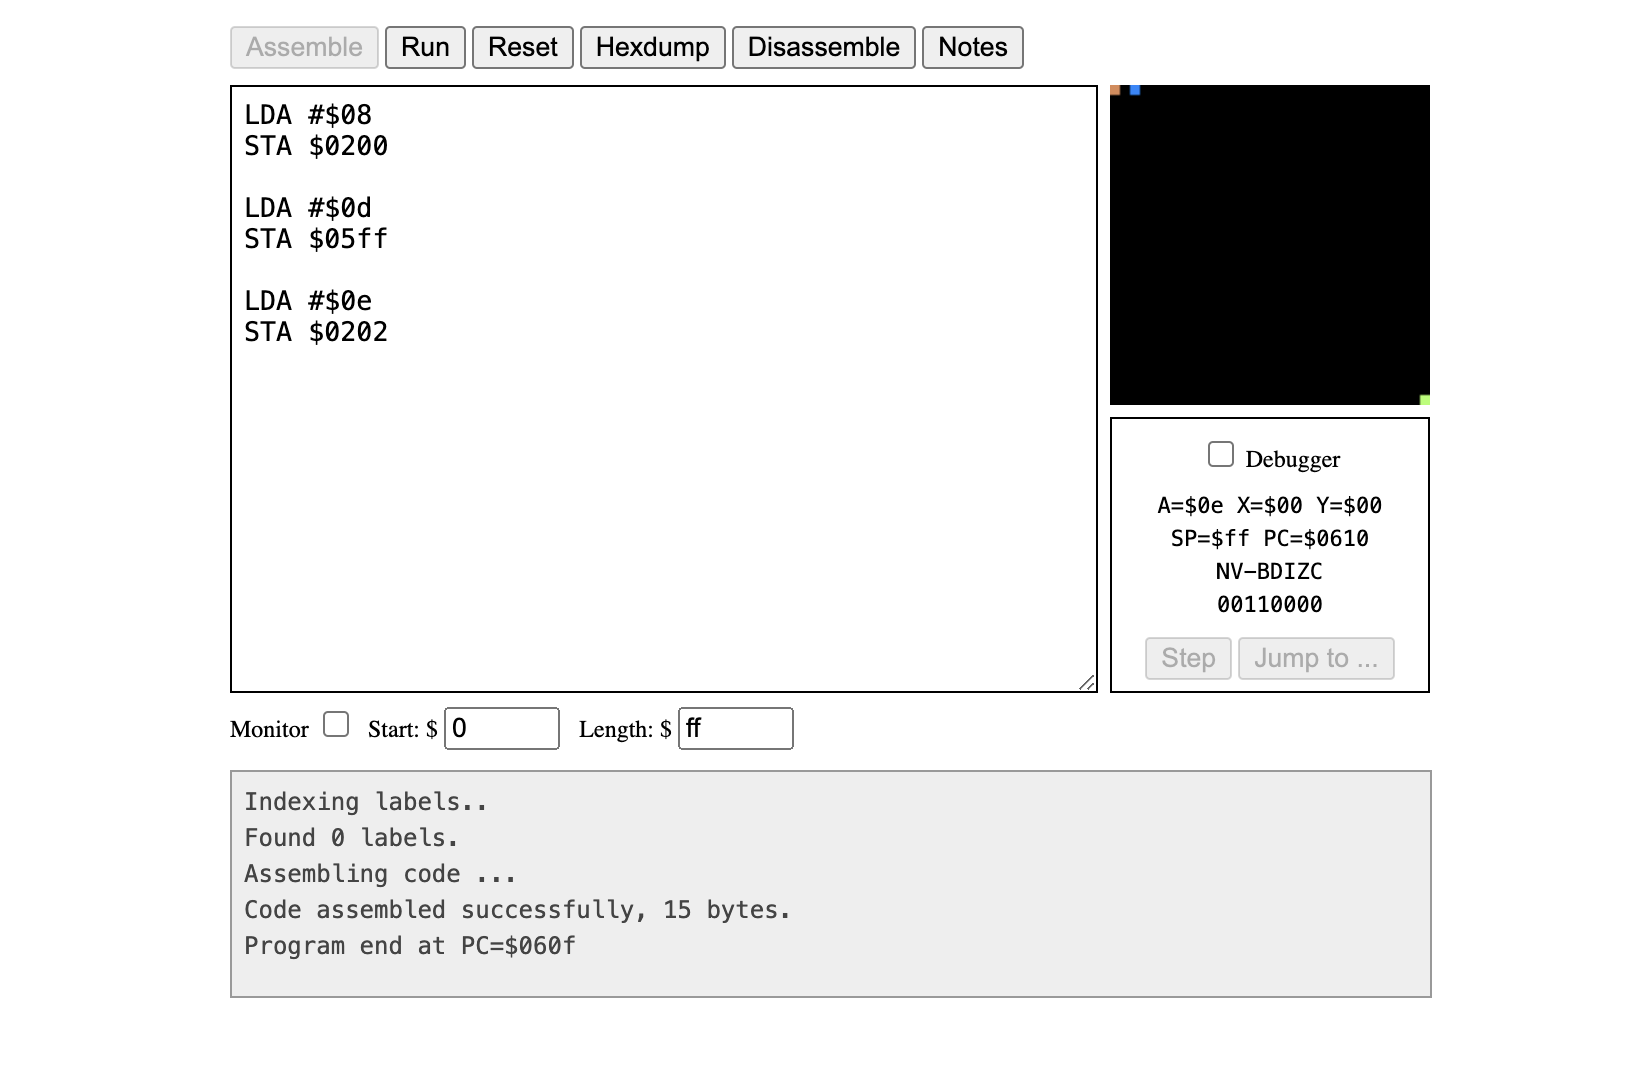 Assemble Run Reset Hexdump Disassemble Notes
LDA #$08
STA $0200
LDA #$0d
STA $05ff
LDA #$0e
STA $0202
Debugger
A=$0e X=$00 Y=$00
SP=$ff PC=$0610
NV-BDIZC
00110000
Step Jump to ...
Monitor Start: $ 0 Length: $ ff
Indexing labels..
Found 0 labels.
Assembling code ...
Code assembled successfully, 15 bytes.
Program end at PC=$060f